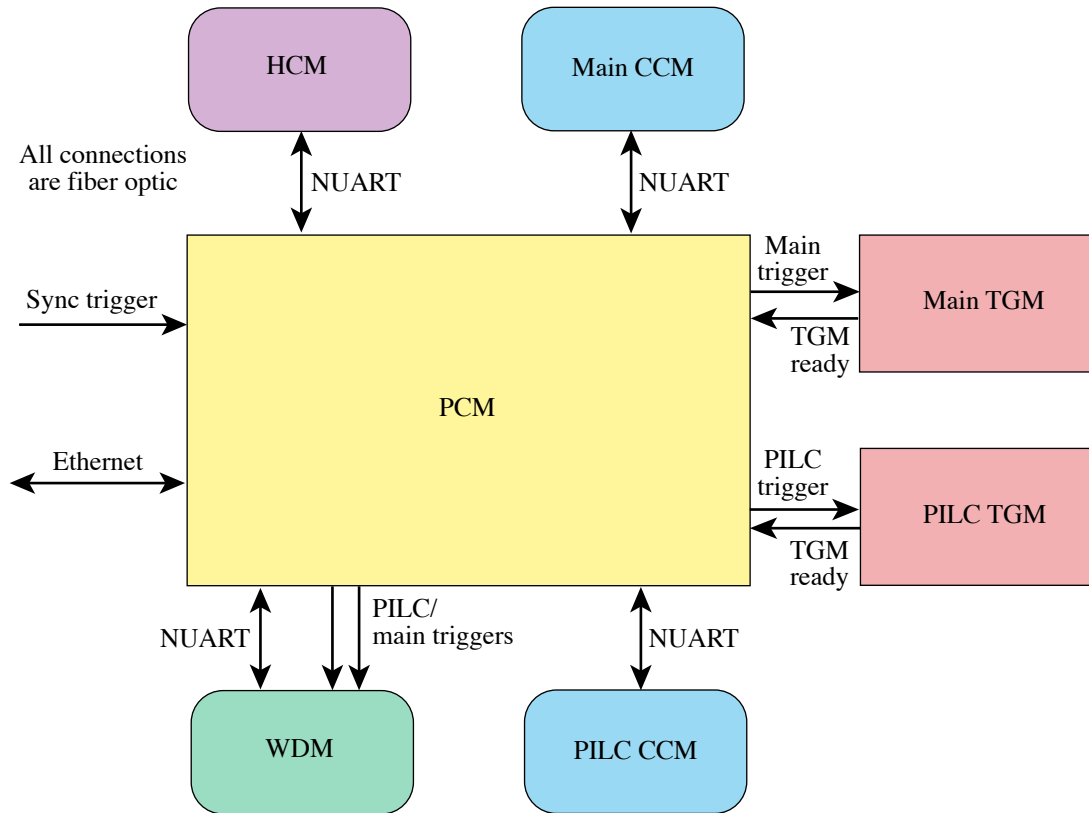 HCM
Main CCM
All connections
are fiber optic
NUART
NUART
Main
trigger
Sync trigger
Main TGM
TGM
ready
PCM
Ethernet
PILC
trigger
PILC TGM
TGM
ready
NUART
PILC/
main triggers
NUART
WDM
PILC CCM